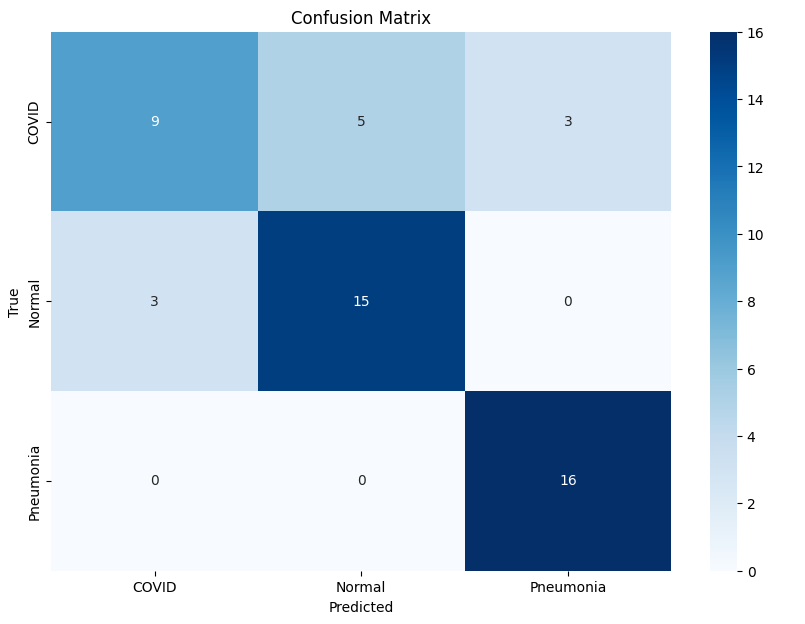 Confusion Matrix
COVID
9 5 3
Normal
3 15 0
Pneumonia
0 0 16
True
COVID Normal Pneumonia
Predicted
16
14
12
10
8
6
4
2
0